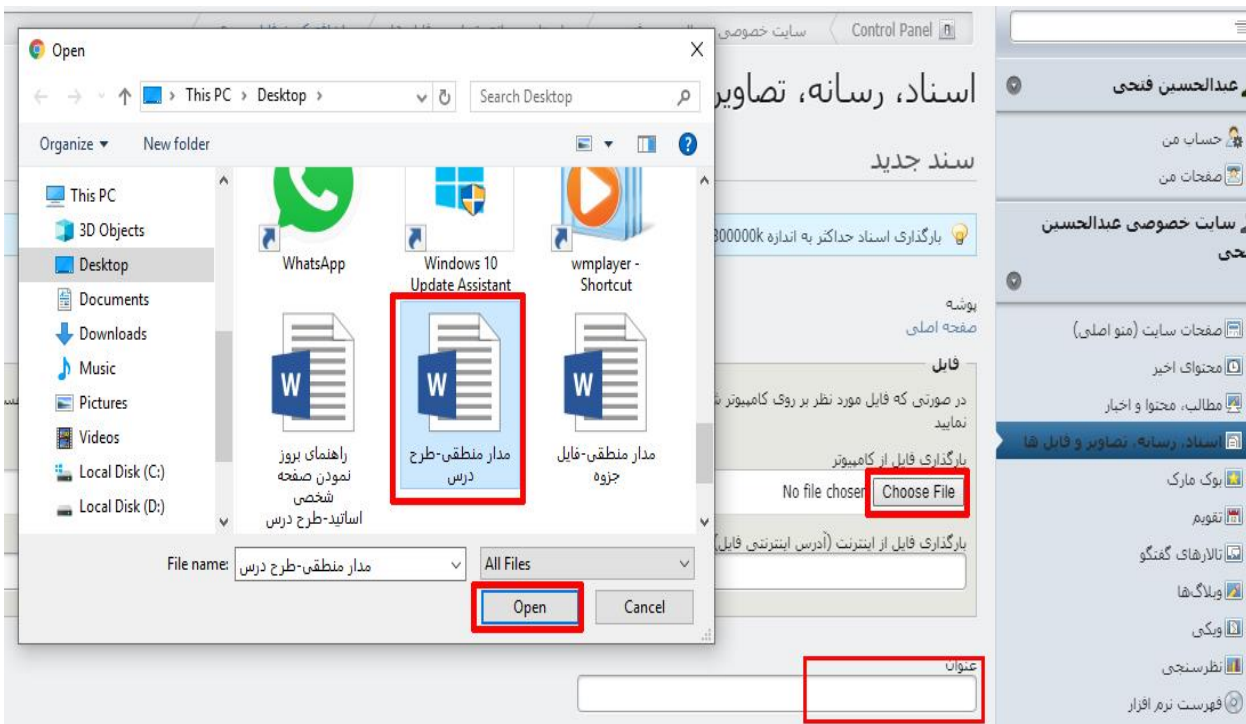 Control Panel
سایت خصوصی
Open
This PC > Desktop >
Search Desktop
Organize
New folder
This PC
3D Objects
Desktop
Documents
Downloads
Music
Pictures
Videos
Local Disk (C:)
Local Disk (D:)
WhatsApp
Windows 10
Update Assistant
wmplayer -
Shortcut
راهنمای بروز
نمودن صفحه
شخصی
اساتید-طرح درس
مدار منطقی-طرح
درس
مدار منطقی-فایل
جزوه
File name:
مدار منطقی-طرح درس
All Files
Open
Cancel
اسناد، رسانه، تصاویر
سند جدید
بارگذاری اسناد حداکثر به اندازه 300000k
پوشه
صفحه اصلی
فایل
در صورتی که فایل مورد نظر بر روی کامپیوتر
نمایید
بارگذاری فایل از کامپیوتر
Choose File No file chosen
بارگذاری فایل از اینترنت (آدرس اینترنتی فایل)
عنوان
عبدالحسین فتحی
حساب من
صفحات من
سایت خصوصی عبدالحسین
صفحات سایت (منو اصلی)
محتوای اخیر
مطالب، محتوا و اخبار
اسناد، رسانه، تصاویر و فایل ها
بوک مارک
تقویم
تالارهای گفتگو
وبلاگ‌ها
ویکی
نظرسنجی
فهرست نرم افزار